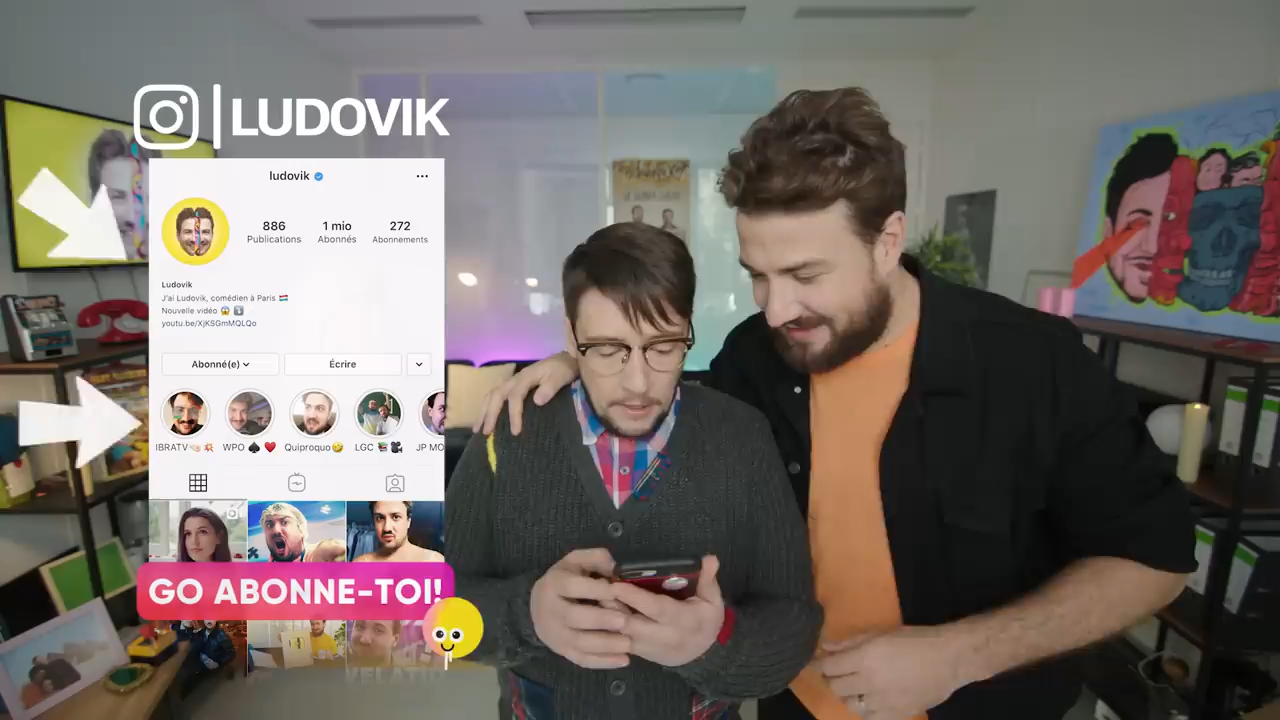 LUDOVIK
ludovik
886
1 mio
272
Publications
Abonnés
Abonnements
Ludovik
J'ai Ludovik, comédien à Paris
Nouvelle vidéo 😱 ⬇️
youtu.be/XjKSGmMQLQo
Abonné(e)
Écrire
IBRATV🤜🏻💥
WPO ♠️ ♥️
Quiproquo🤣
LGC 📚 🎥
JP MO
GO ABONNE-TOI!